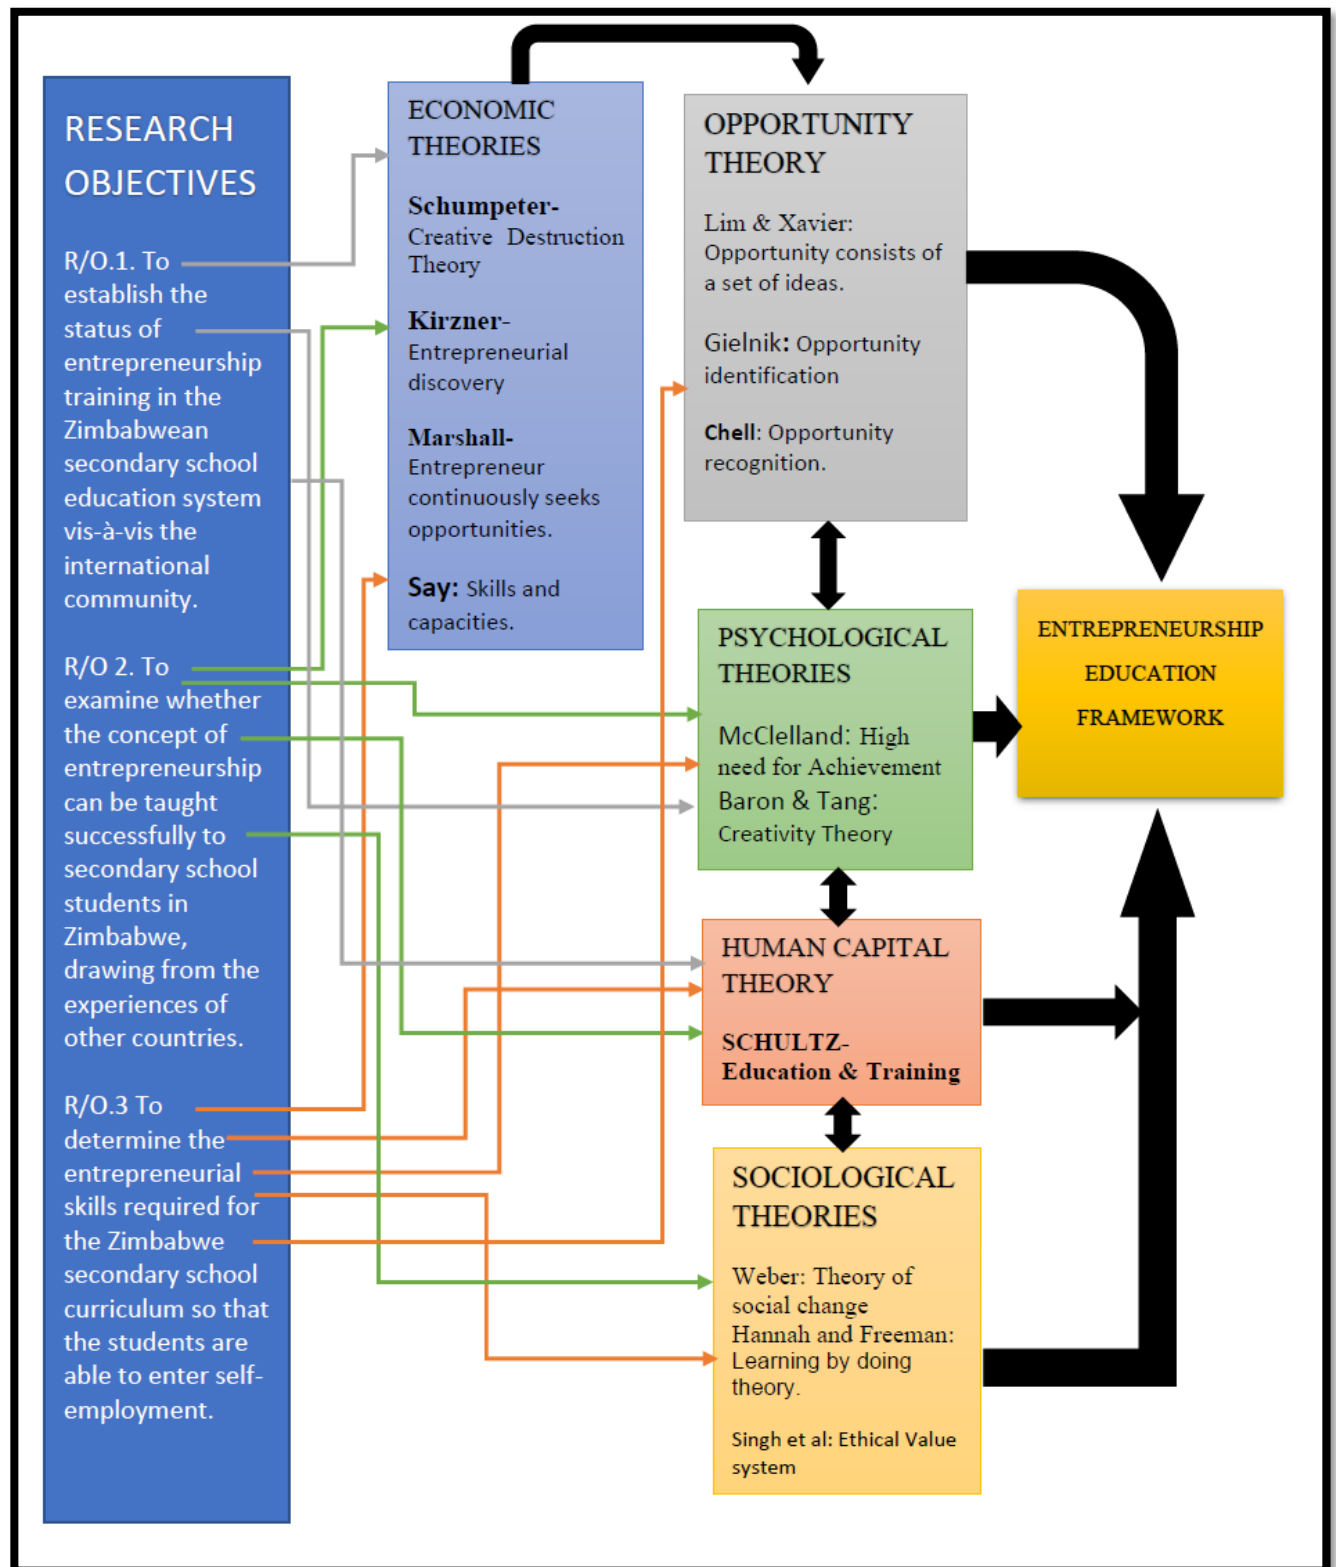 RESEARCH
OBJECTIVES
R/O.1. To
establish the
status of
entrepreneurship
training in the
Zimbabwean
secondary school
education system
vis-à-vis the
international
community.
R/O 2. To
examine whether
the concept of
entrepreneurship
can be taught
successfully to
secondary school
students in
Zimbabwe,
drawing from the
experiences of
other countries.
R/O.3 To
determine the
entrepreneurial
skills required for
the Zimbabwe
secondary school
curriculum so that
the students are
able to enter self-
employment.
ECONOMIC
THEORIES
Schumpeter-
Creative Destruction
Theory
Kirzner-
Entrepreneurial
discovery
Marshall-
Entrepreneur
continuously seeks
opportunities.
Say: Skills and
capacities.
OPPORTUNITY
THEORY
Lim & Xavier:
Opportunity consists of
a set of ideas.
Gielnik: Opportunity
identification
Chell: Opportunity
recognition.
PSYCHOLOGICAL
THEORIES
McClelland: High
need for Achievement
Baron & Tang:
Creativity Theory
HUMAN CAPITAL
THEORY
SCHULTZ-
Education & Training
SOCIOLOGICAL
THEORIES
Weber: Theory of
social change
Hannah and Freeman:
Learning by doing
theory.
Singh et al: Ethical Value
system
ENTREPRENEURSHIP
EDUCATION
FRAMEWORK